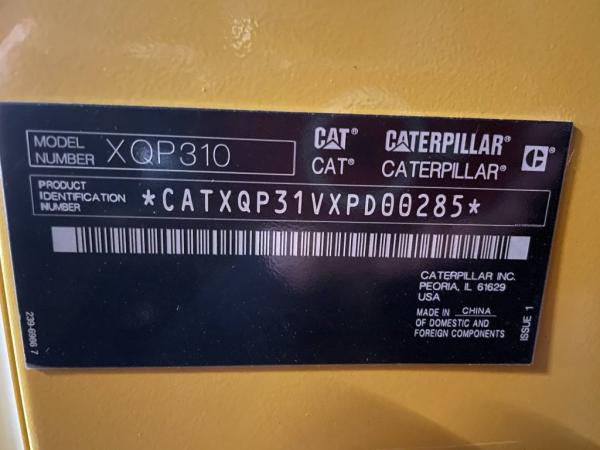 MODEL
NUMBER
XQP310
CAT® CATERPILLAR®
CAT® CATERPILLAR®
C
PRODUCT
IDENTIFICATION
NUMBER
*CATXQP31VXPD00285*
CATERPILLAR INC.
PEORIA, IL 61629
USA
MADE IN CHINA
OF DOMESTIC AND
FOREIGN COMPONENTS
ISSUE 1
239-6986 7